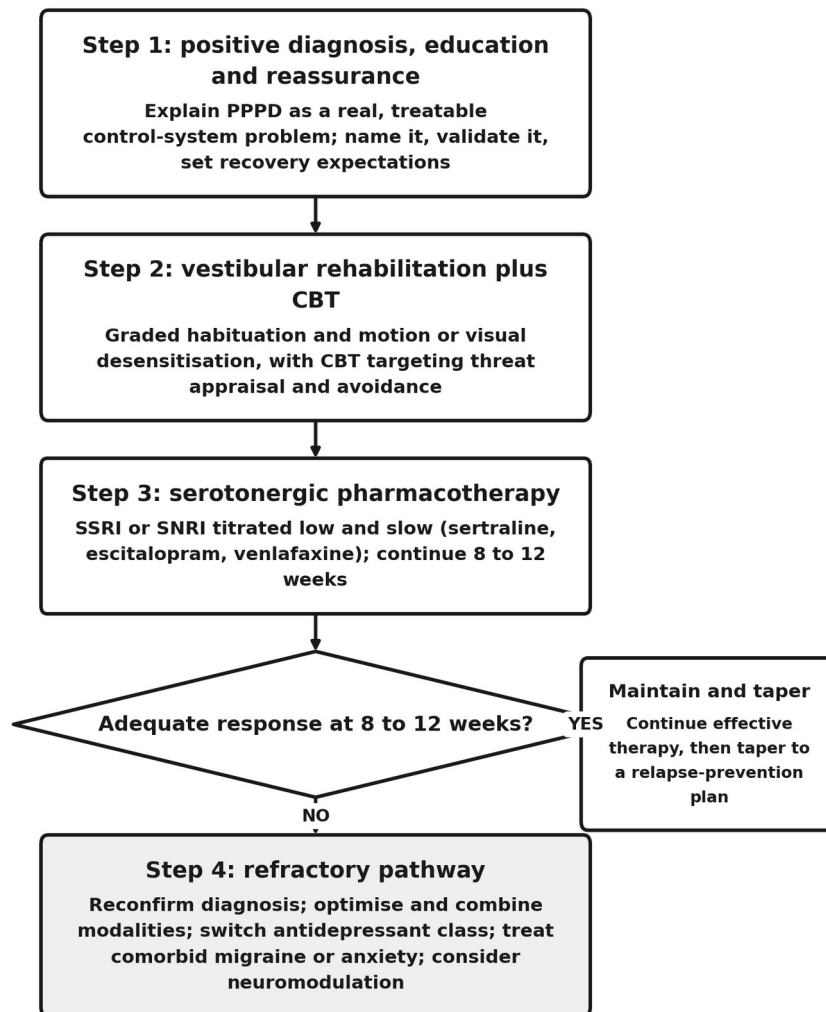 Step 1: positive diagnosis, education
and reassurance
Explain PPPD as a real, treatable
control-system problem; name it, validate it,
set recovery expectations
Step 2: vestibular rehabilitation plus
CBT
Graded habituation and motion or visual
desensitisation, with CBT targeting threat
appraisal and avoidance
Step 3: serotonergic pharmacotherapy
SSRI or SNRI titrated low and slow (sertraline,
escitalopram, venlafaxine); continue 8 to 12
weeks
Adequate response at 8 to 12 weeks?
YES
Maintain and taper
Continue effective
therapy, then taper to
a relapse-prevention
plan
NO
Step 4: refractory pathway
Reconfirm diagnosis; optimise and combine
modalities; switch antidepressant class; treat
comorbid migraine or anxiety; consider
neuromodulation